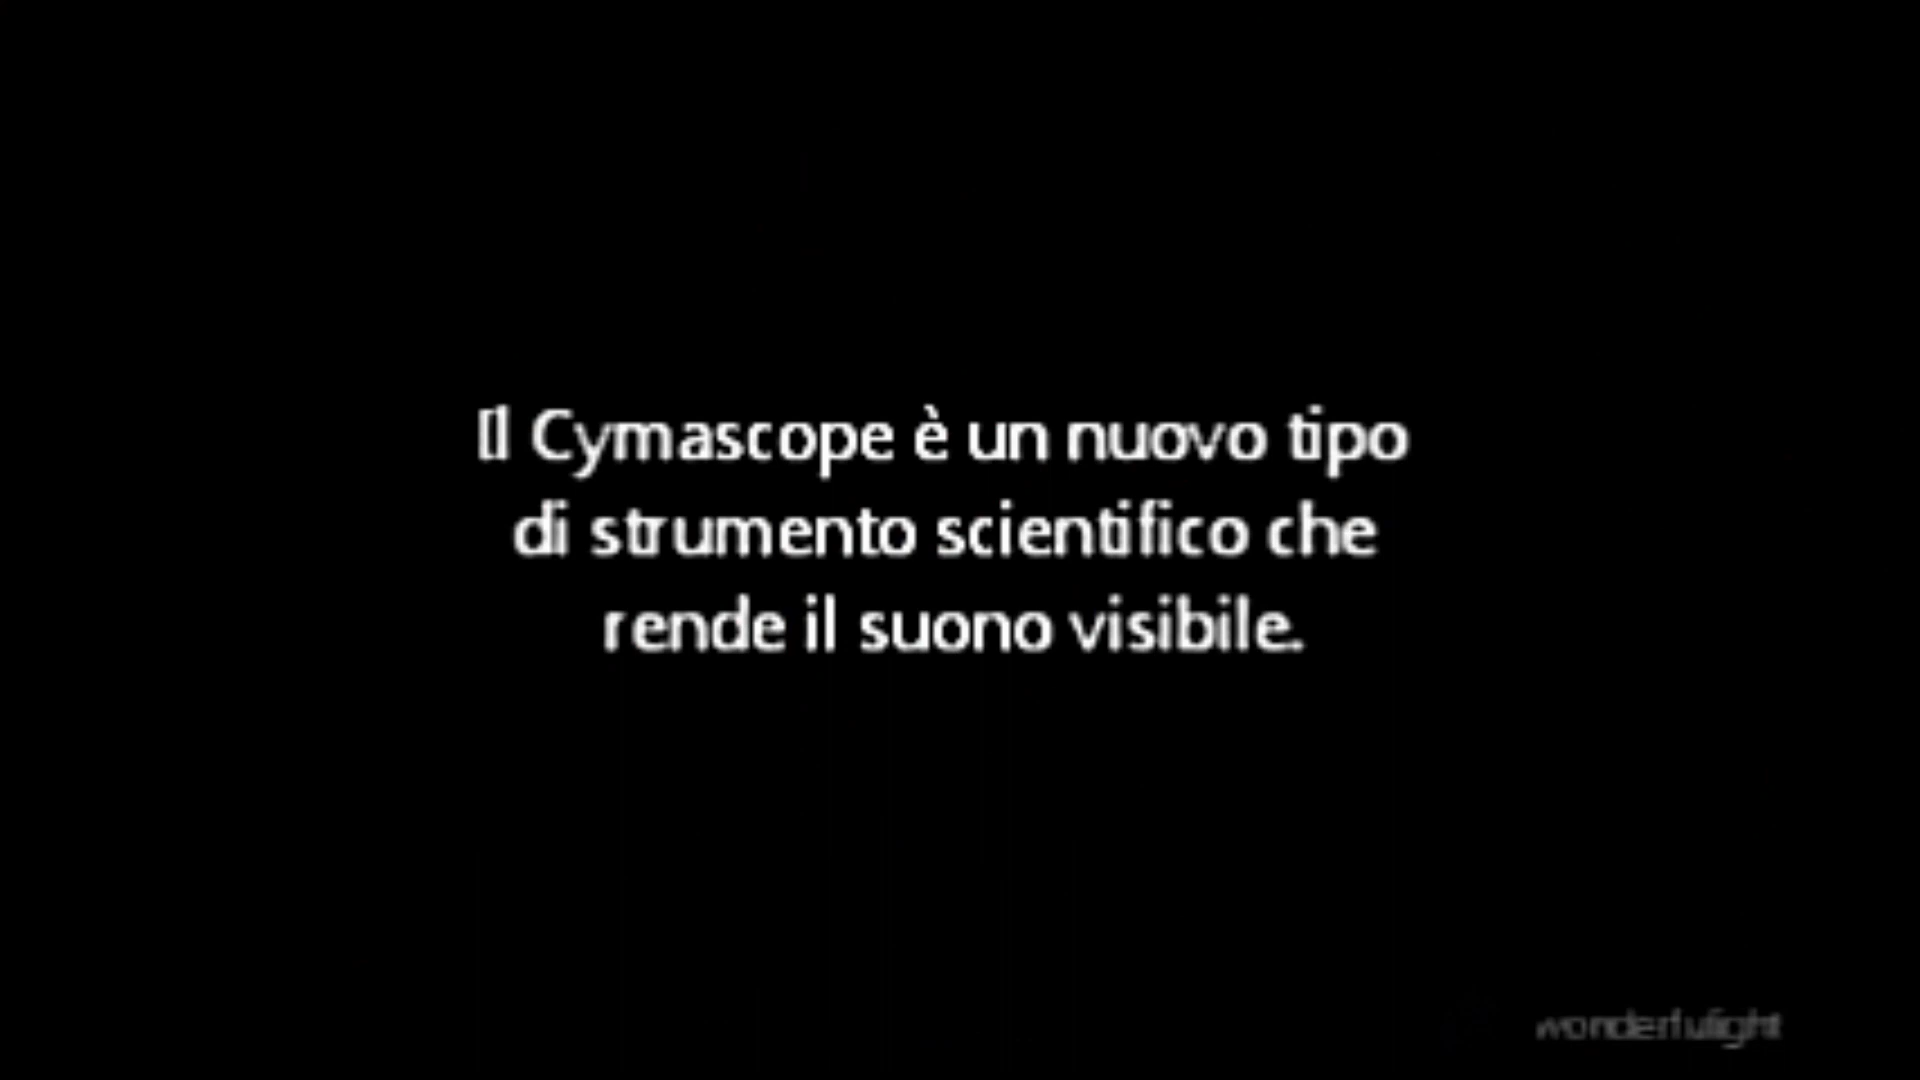 Il Cymascope è un nuovo tipo
di strumento scientifico che
rende il suono visibile.
wonderfulight